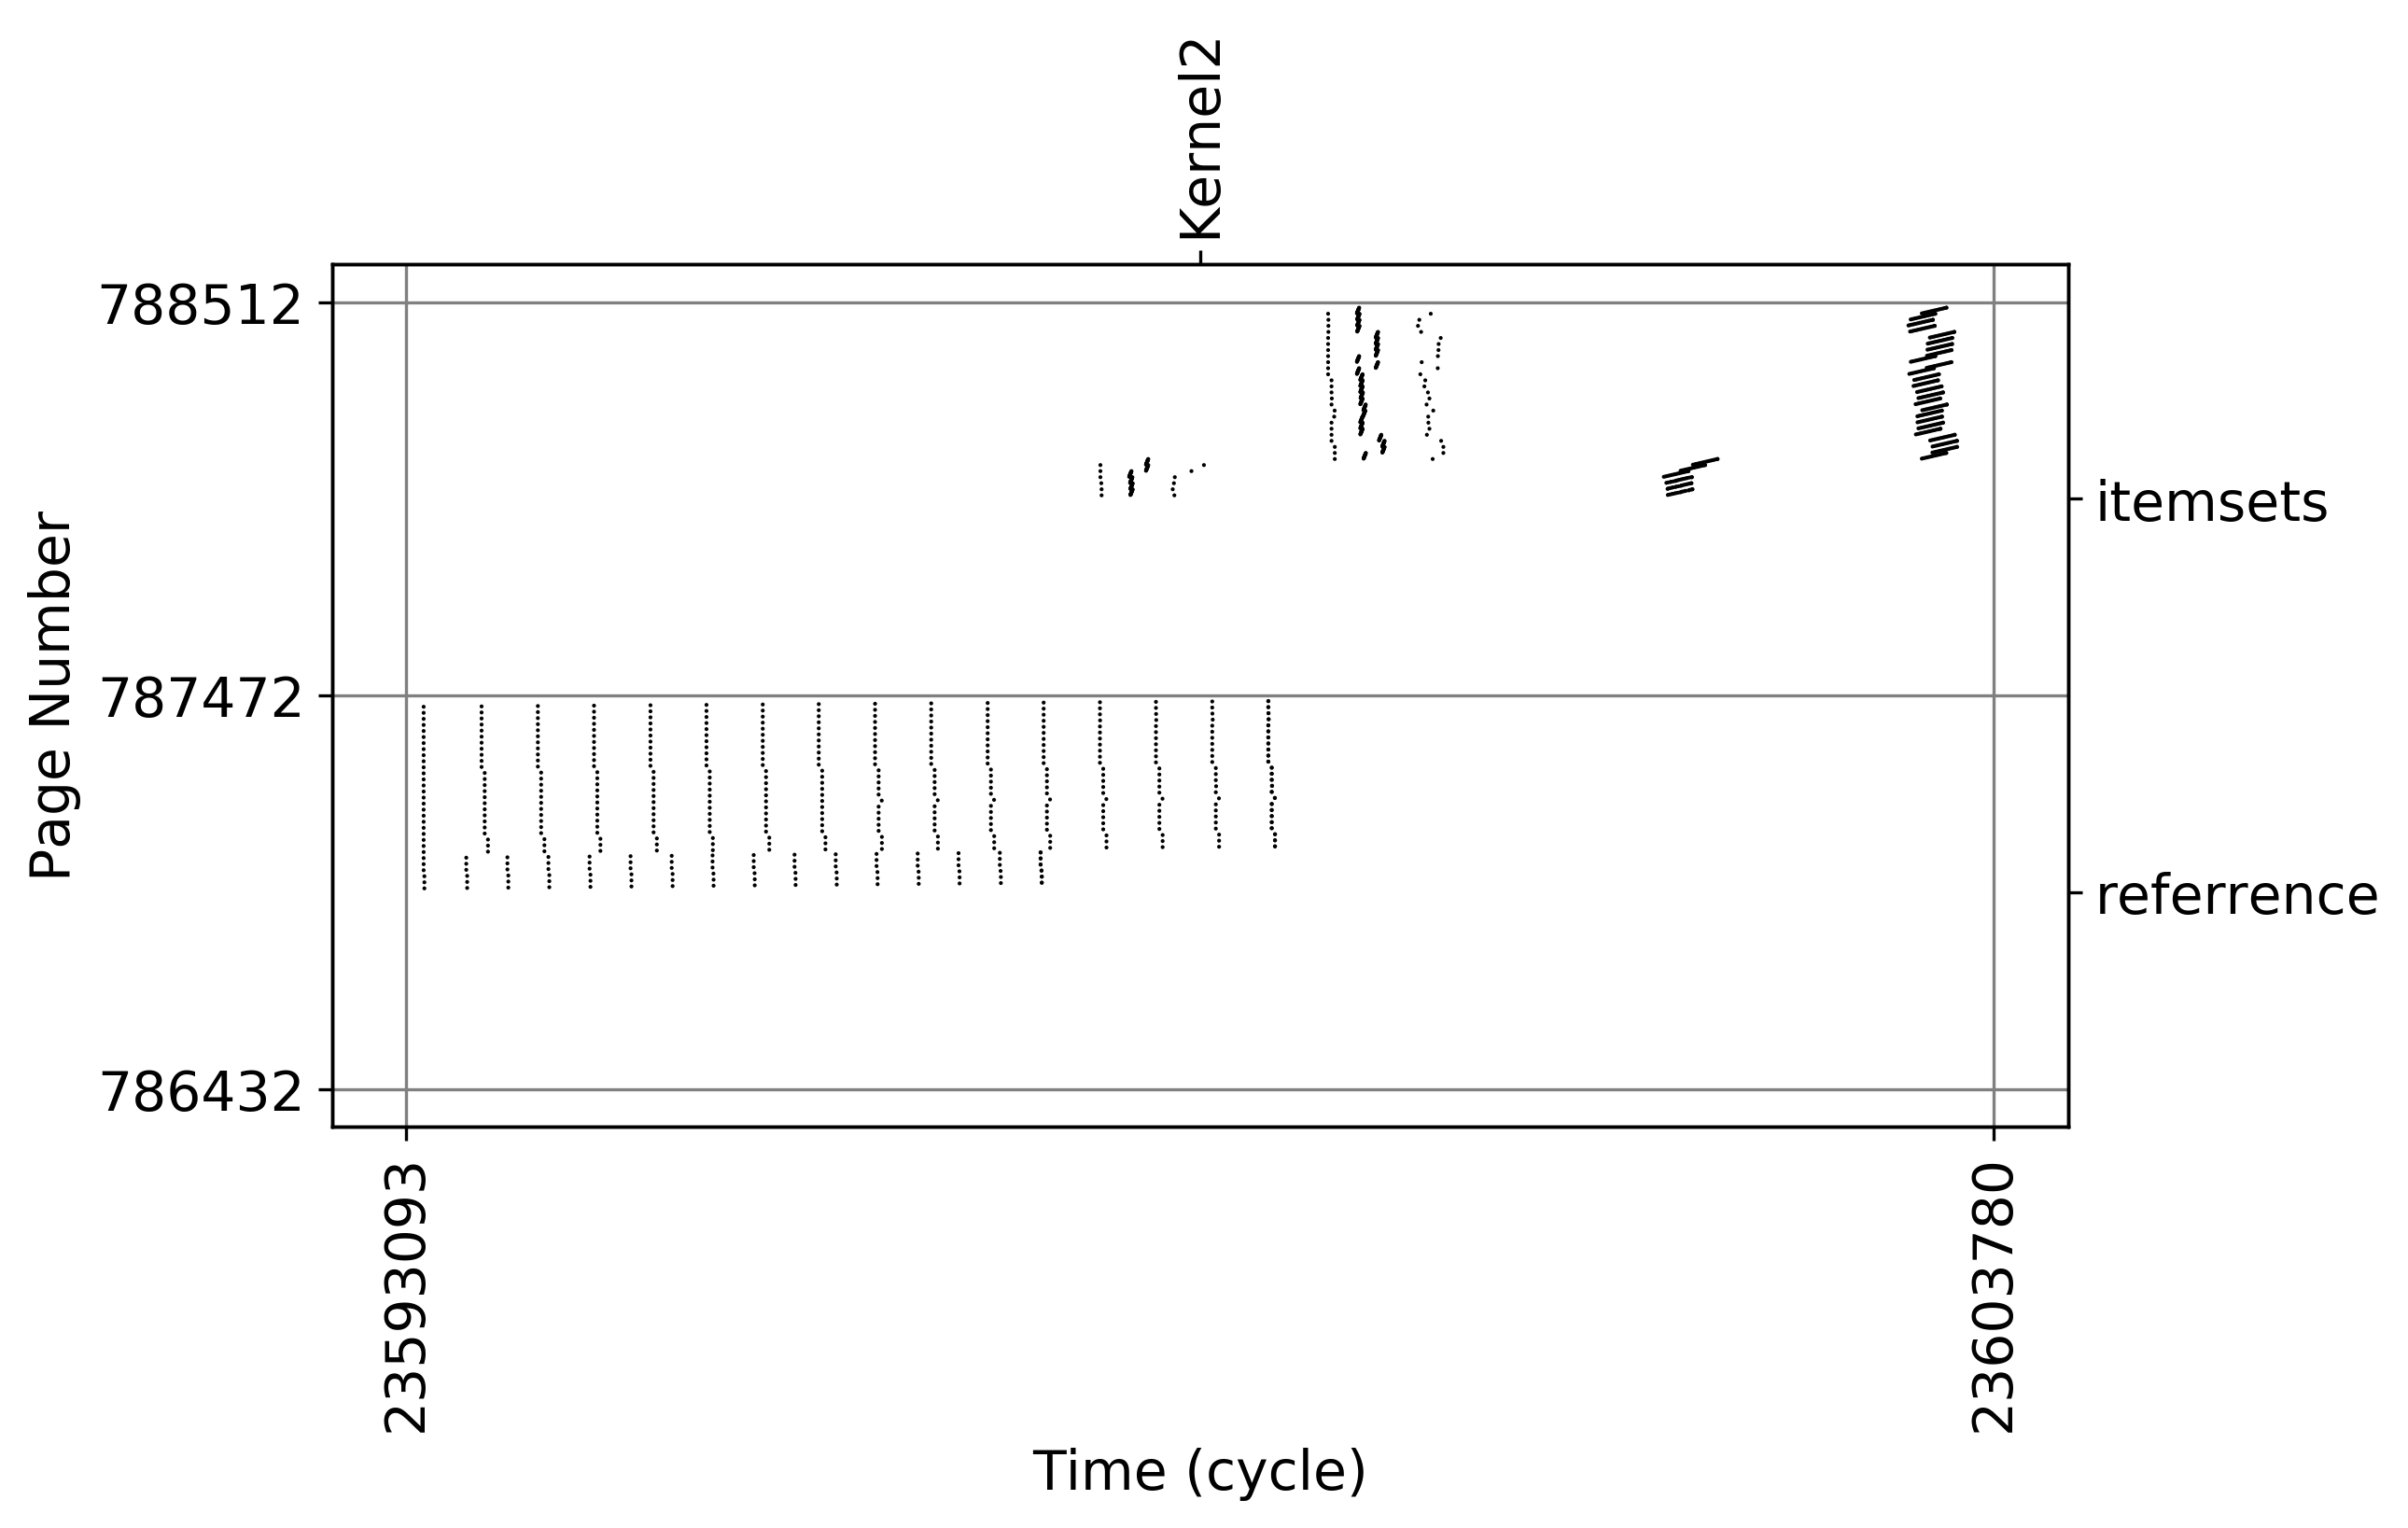 Kernel2
788512
787472
786432
Page Number
itemsets
referrence
23593093
23603780
Time (cycle)